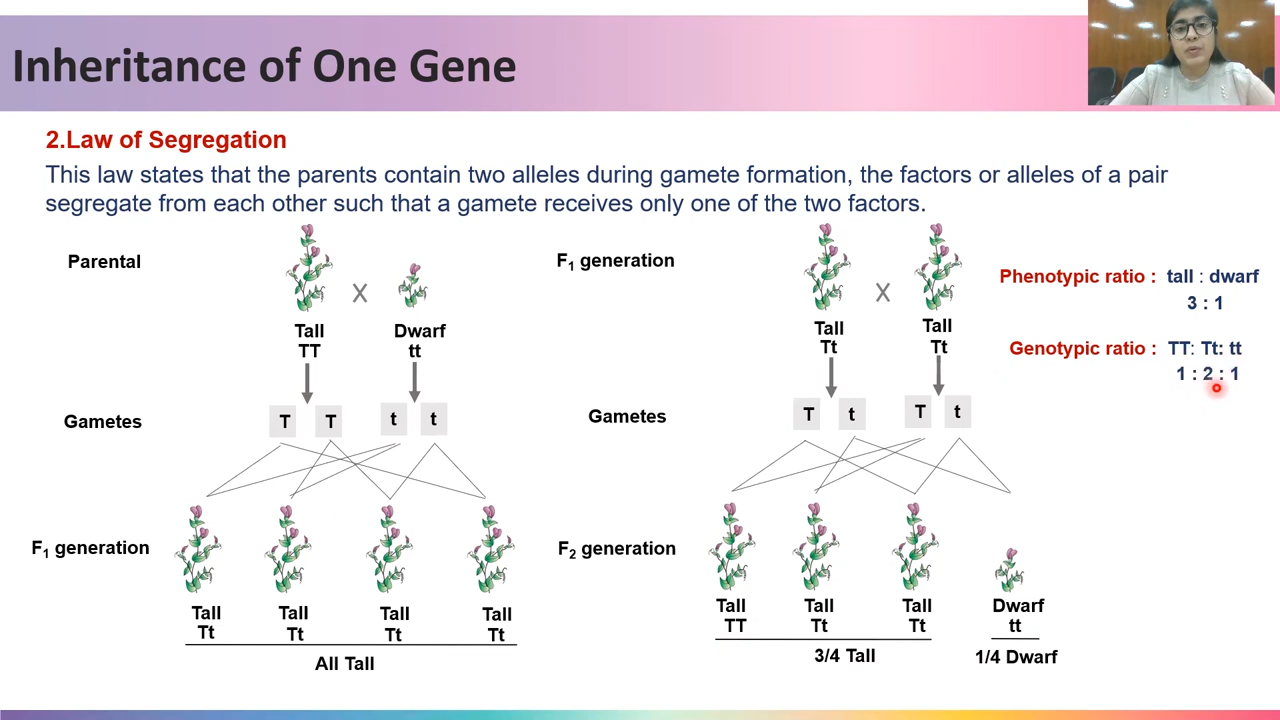 Inheritance of One Gene
2.Law of Segregation
This law states that the parents contain two alleles during gamete formation, the factors or alleles of a pair
segregate from each other such that a gamete receives only one of the two factors.
Parental
X
Tall
TT
Dwarf
tt
Gametes
T T t t
F1 generation
Tall
Tt
Tall
Tt
Tall
Tt
Tall
Tt
All Tall
F1 generation
X
Tall
Tt
Tall
Tt
Gametes
T t T t
F2 generation
Tall
TT
Tall
Tt
Tall
Tt
Dwarf
tt
3/4 Tall
1/4 Dwarf
Phenotypic ratio : tall : dwarf
3 : 1
Genotypic ratio : TT: Tt: tt
1 : 2 : 1